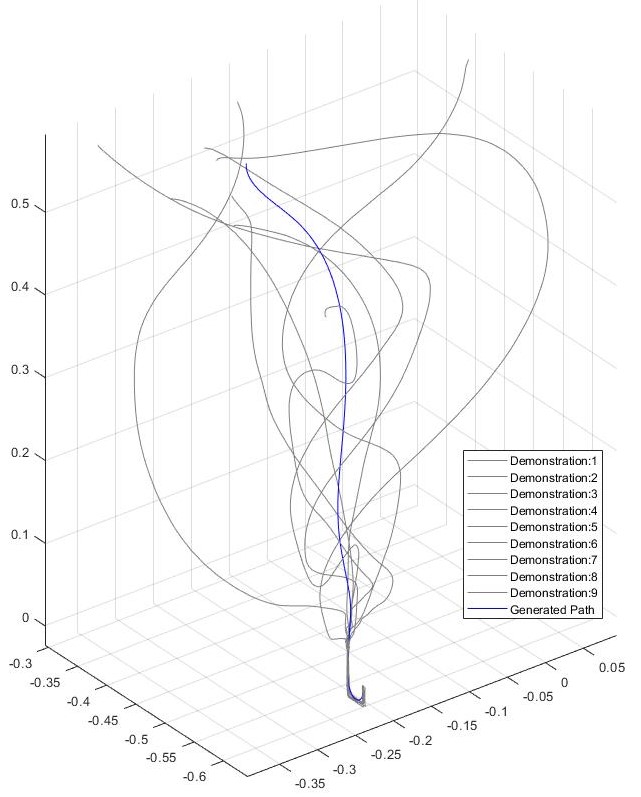 0.5
0.4
0.3
0.2
0.1
0
-0.3
-0.35
-0.4
-0.45
-0.5
-0.55
-0.6
-0.35
-0.3
-0.25
-0.2
-0.15
-0.1
-0.05
0
0.05
Demonstration:1
Demonstration:2
Demonstration:3
Demonstration:4
Demonstration:5
Demonstration:6
Demonstration:7
Demonstration:8
Demonstration:9
Generated Path